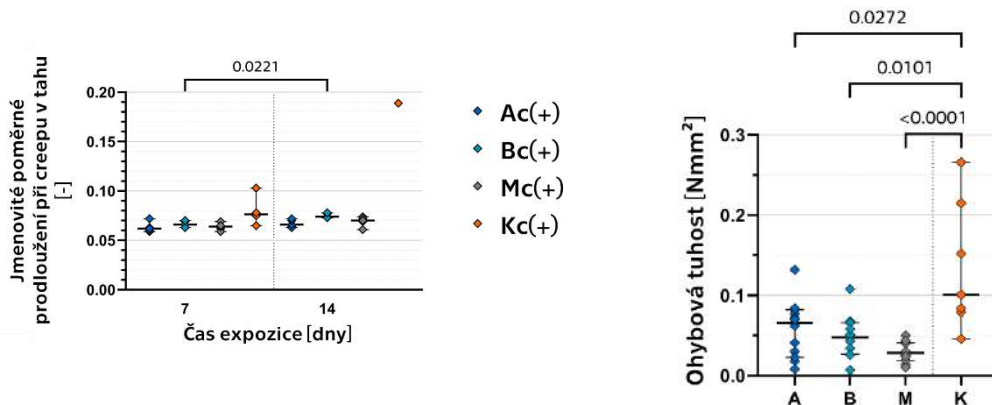 0.0221
Jmenovité poměrné
prodloužení při creepu v tahu
[-]
0.20
0.15
0.10
0.05
0.00
7
14
Čas expozice [dny]
Ac(+)
Bc(+)
Mc(+)
Kc(+)
0.0272
0.0101
<0.0001
Ohybová tuhost [Nmm²]
0.3
0.2
0.1
0.0
A
B
M
K